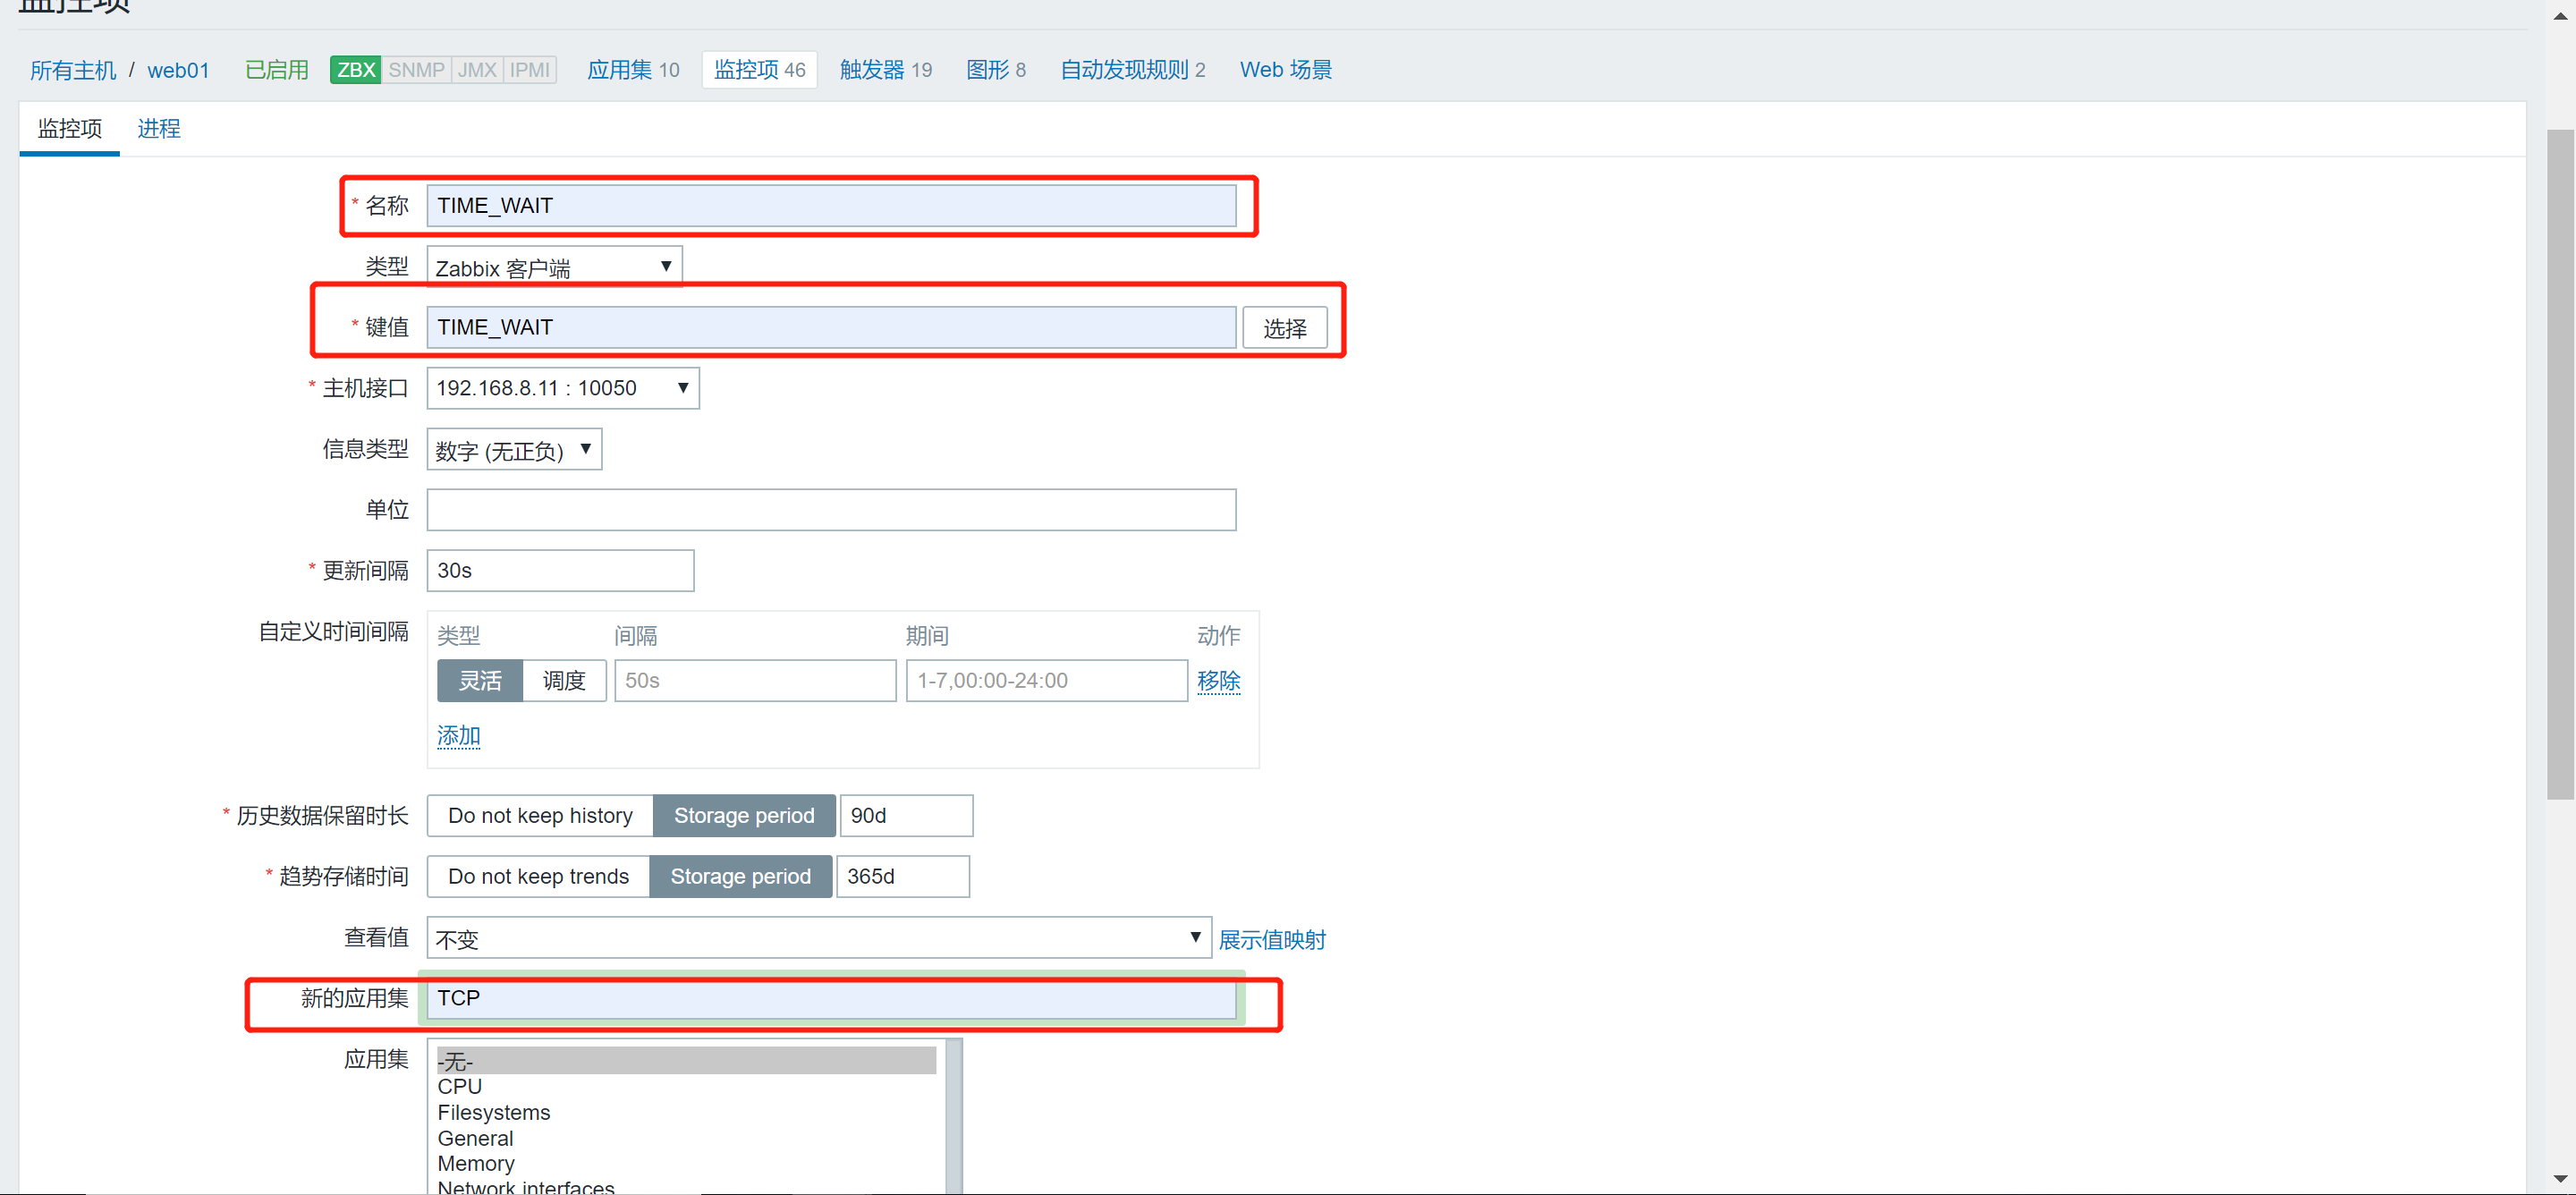 监控项
所有主机 / web01 已启用 ZBX SNMP JMX IPMI 应用集 10 监控项 46 触发器 19 图形 8 自动发现规则 2 Web 场景
监控项 进程
* 名称 TIME_WAIT
类型 Zabbix 客户端
* 键值 TIME_WAIT 选择
* 主机接口 192.168.8.11 : 10050
信息类型 数字 (无正负)
单位
* 更新间隔 30s
自定义时间间隔 类型 间隔 期间 动作
灵活 调度 50s 1-7,00:00-24:00 移除
添加
* 历史数据保留时长 Do not keep history Storage period 90d
* 趋势存储时间 Do not keep trends Storage period 365d
查看值 不变 展示值映射
新的应用集 TCP
应用集 -无-
CPU
Filesystems
General
Memory
Network interfaces